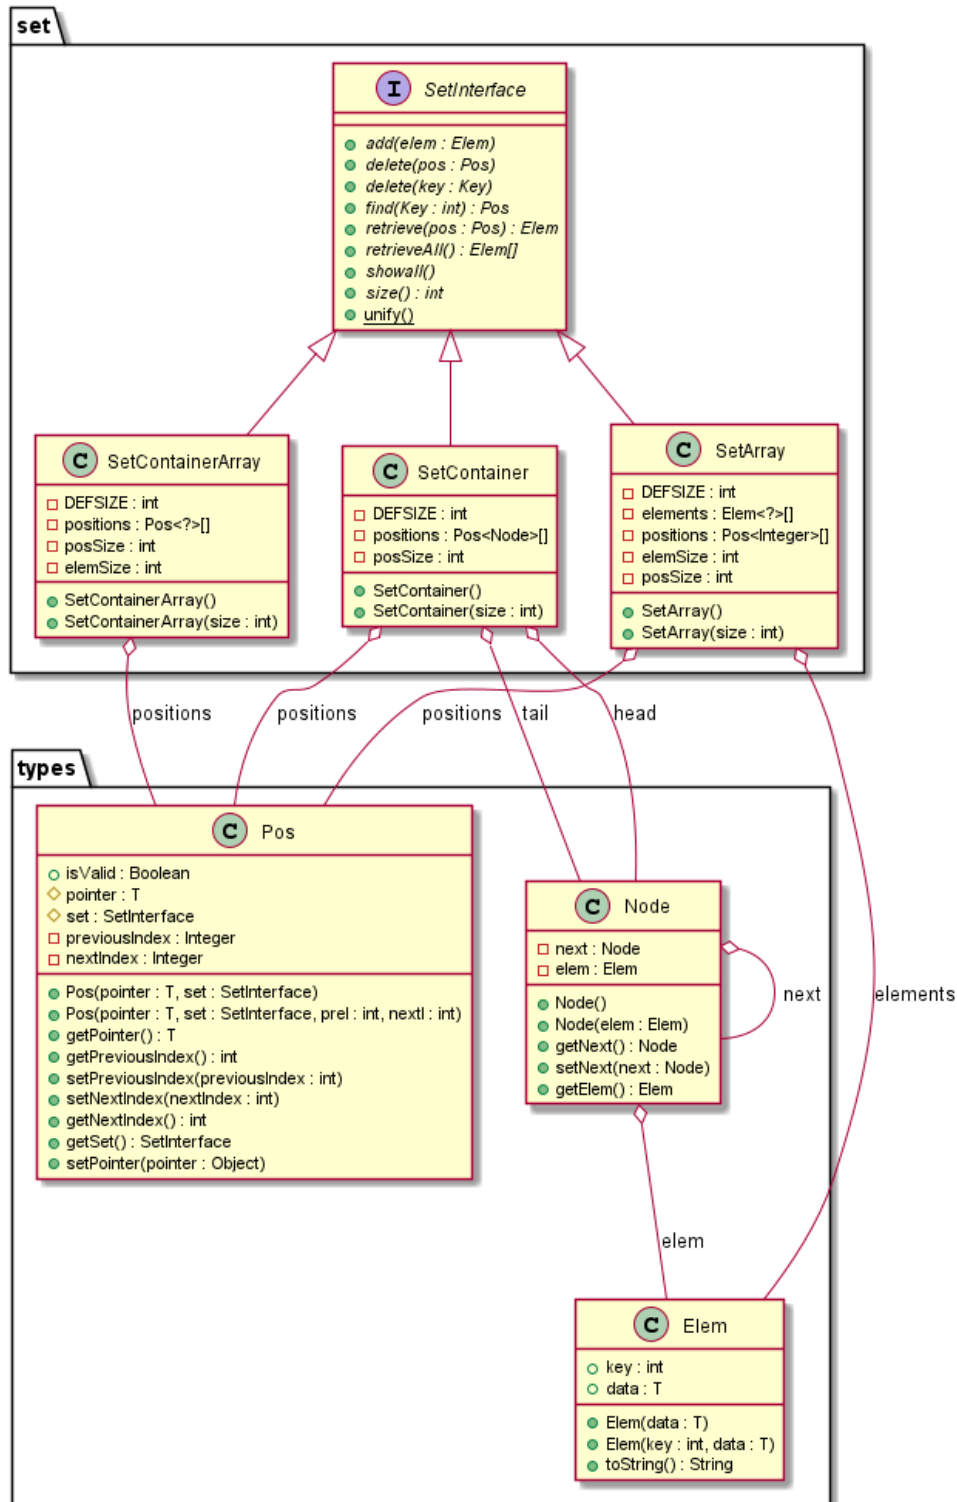 set
I SetInterface
add(elem : Elem)
delete(pos : Pos)
delete(key : Key)
find(Key : int) : Pos
retrieve(pos : Pos) : Elem
retrieveAll() : Elem[]
showall()
size() : int
unify()
C SetContainerArray
DEFSIZE : int
positions : Pos<?>[]
posSize : int
elemSize : int
SetContainerArray()
SetContainerArray(size : int)
C SetContainer
DEFSIZE : int
positions : Pos<Node>[]
posSize : int
SetContainer()
SetContainer(size : int)
C SetArray
DEFSIZE : int
elements : Elem<?>[]
positions : Pos<Integer>[]
elemSize : int
posSize : int
SetArray()
SetArray(size : int)
positions
positions
positions
tail
head
types
C Pos
isValid : Boolean
pointer : T
set : SetInterface
previousIndex : Integer
nextIndex : Integer
Pos(pointer : T, set : SetInterface)
Pos(pointer : T, set : SetInterface, preI : int, nextI : int)
getPointer() : T
getPreviousIndex() : int
setPreviousIndex(previousIndex : int)
setNextIndex(nextIndex : int)
getNextIndex() : int
getSet() : SetInterface
setPointer(pointer : Object)
C Node
next : Node
elem : Elem
Node()
Node(elem : Elem)
getNext() : Node
setNext(next : Node)
getElem() : Elem
next
elements
elem
C Elem
key : int
data : T
Elem(data : T)
Elem(key : int, data : T)
toString() : String